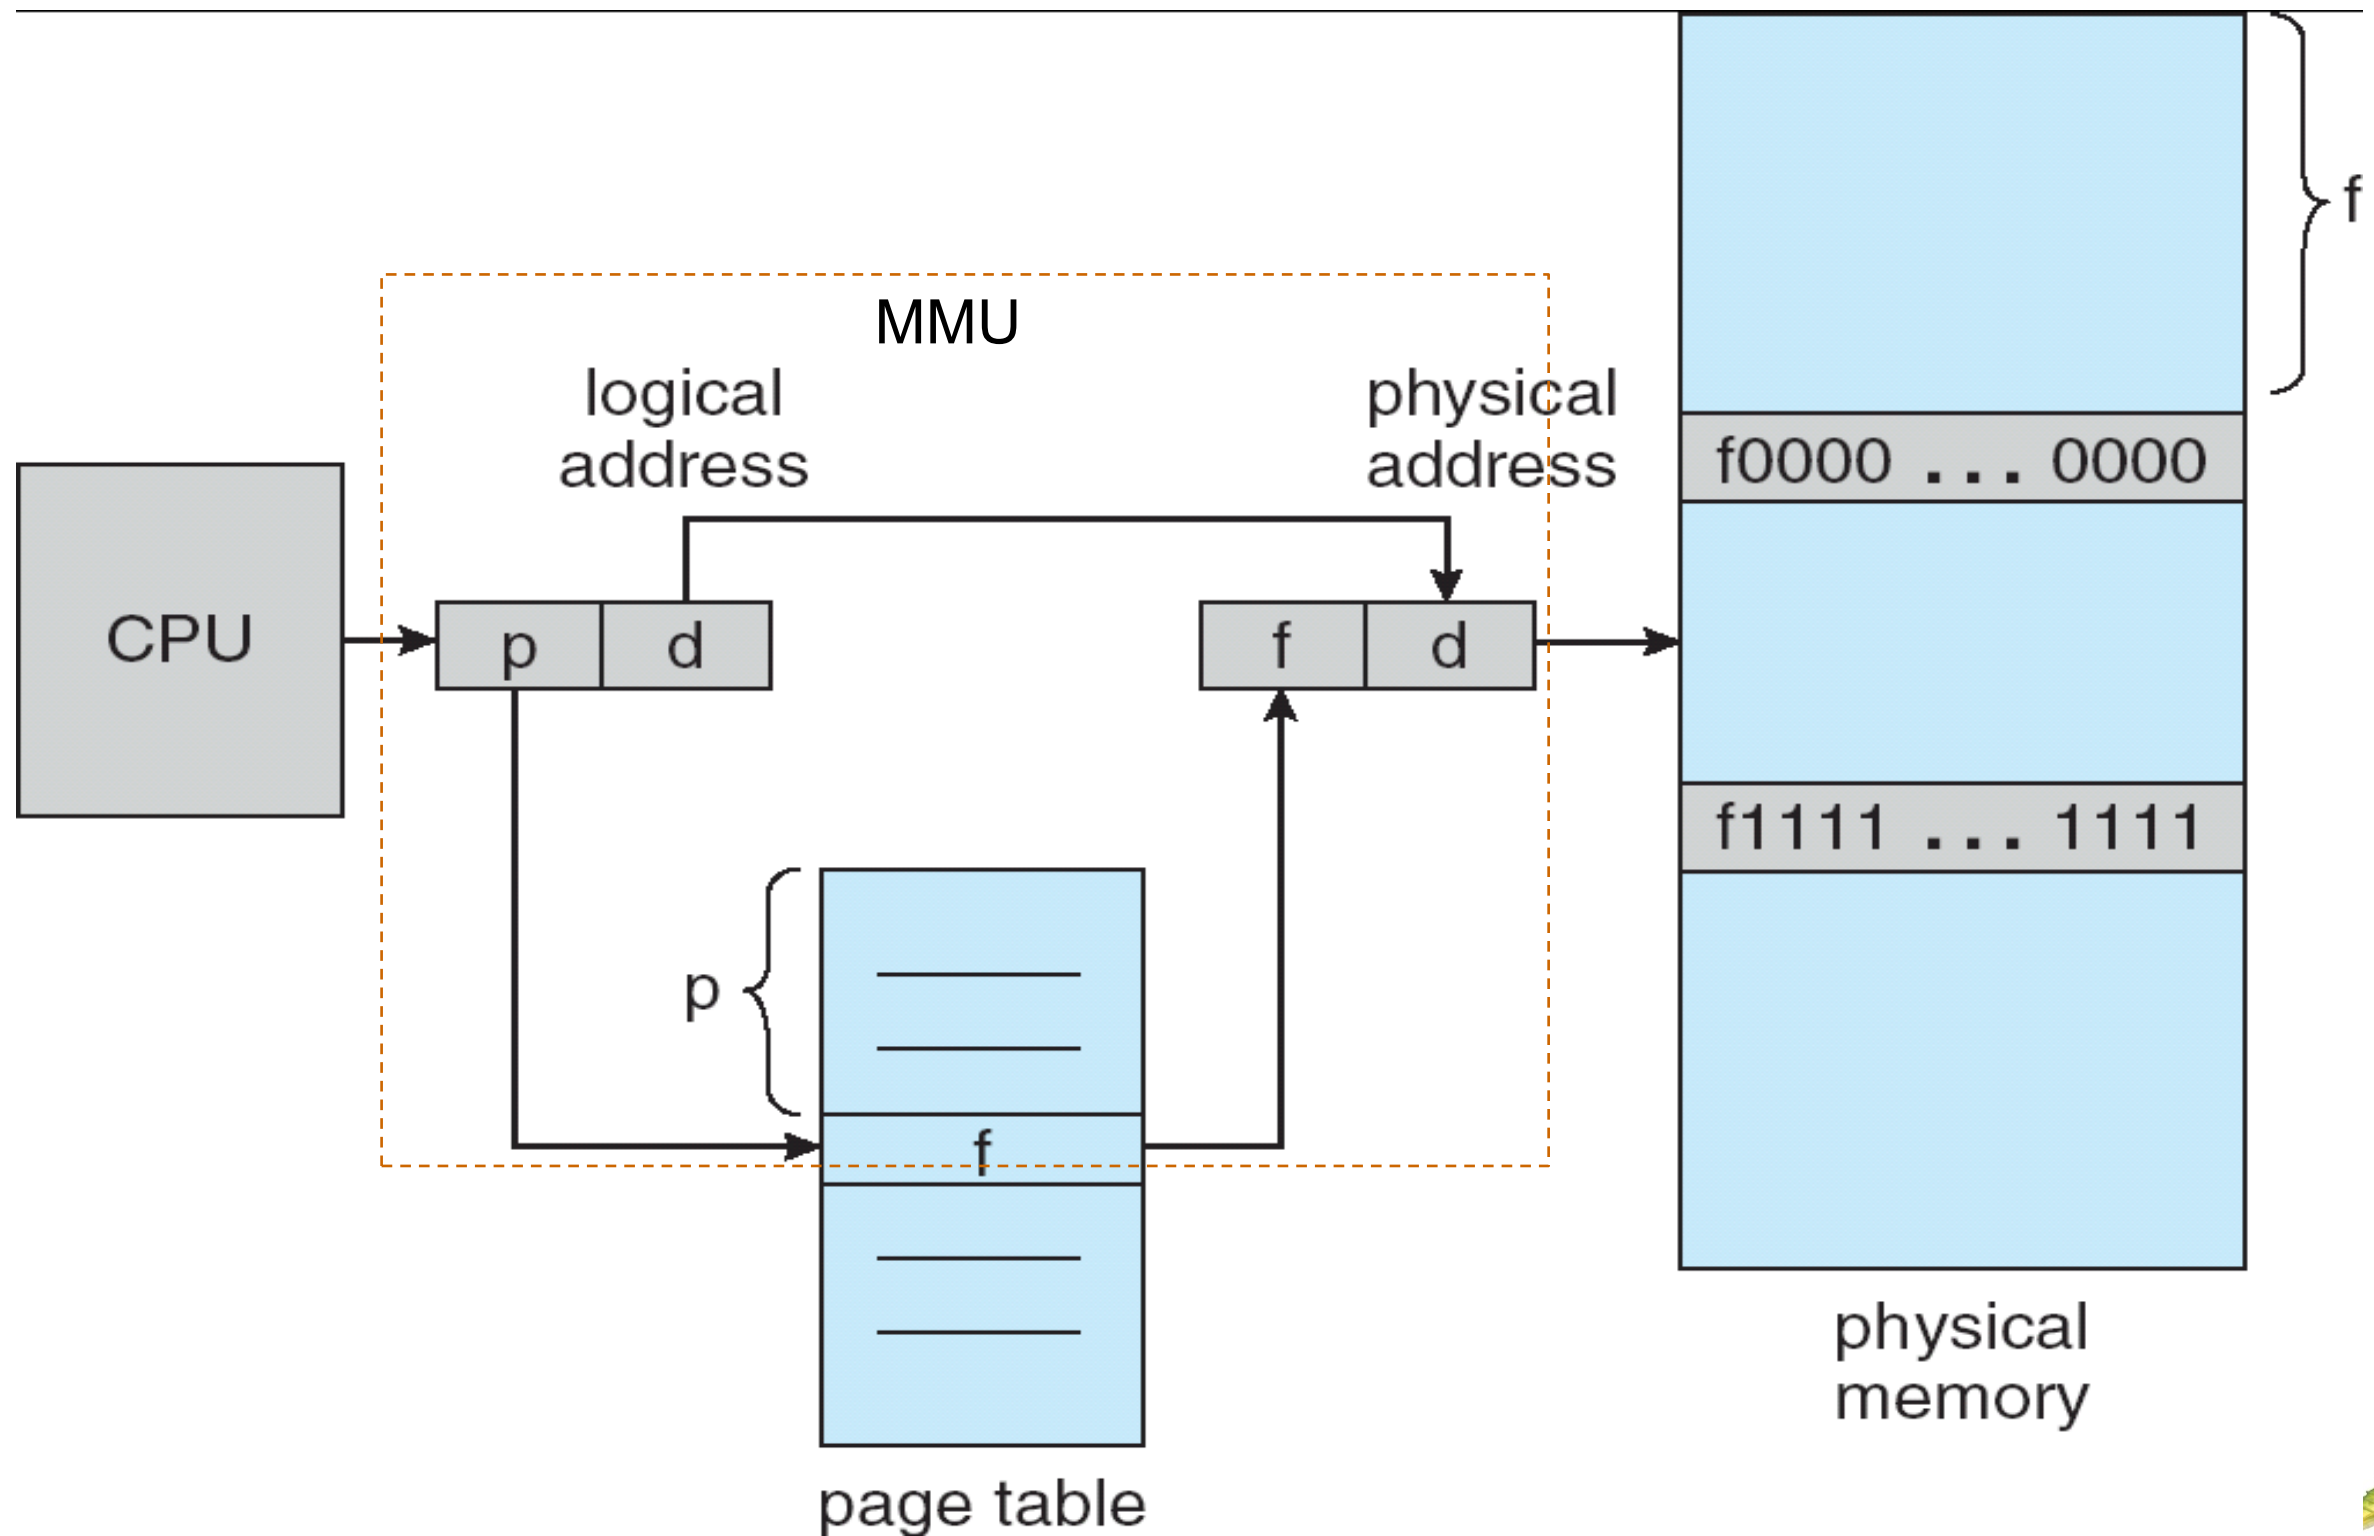 f
MMU
logical
address
physical
address
f0000 ... 0000
CPU
p
d
f
d
f1111 ... 1111
p
f
physical
memory
page table